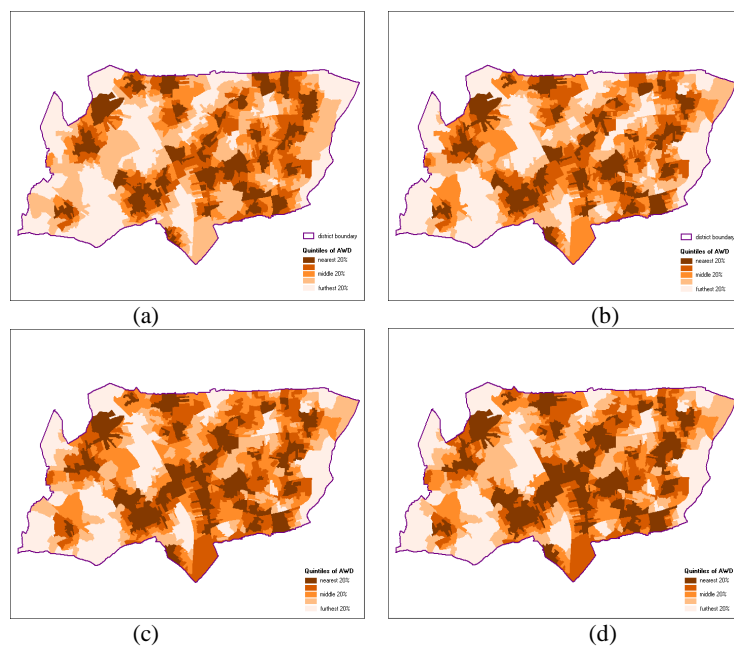 district boundary
Quintiles of AWD
nearest 20%
middle 20%
furthest 20%
district boundary
Quintiles of AWD
nearest 20%
middle 20%
furthest 20%
(a)
(b)
Quintiles of AWD
nearest 20%
middle 20%
furthest 20%
Quintiles of AWD
nearest 20%
middle 20%
furthest 20%
(c)
(d)